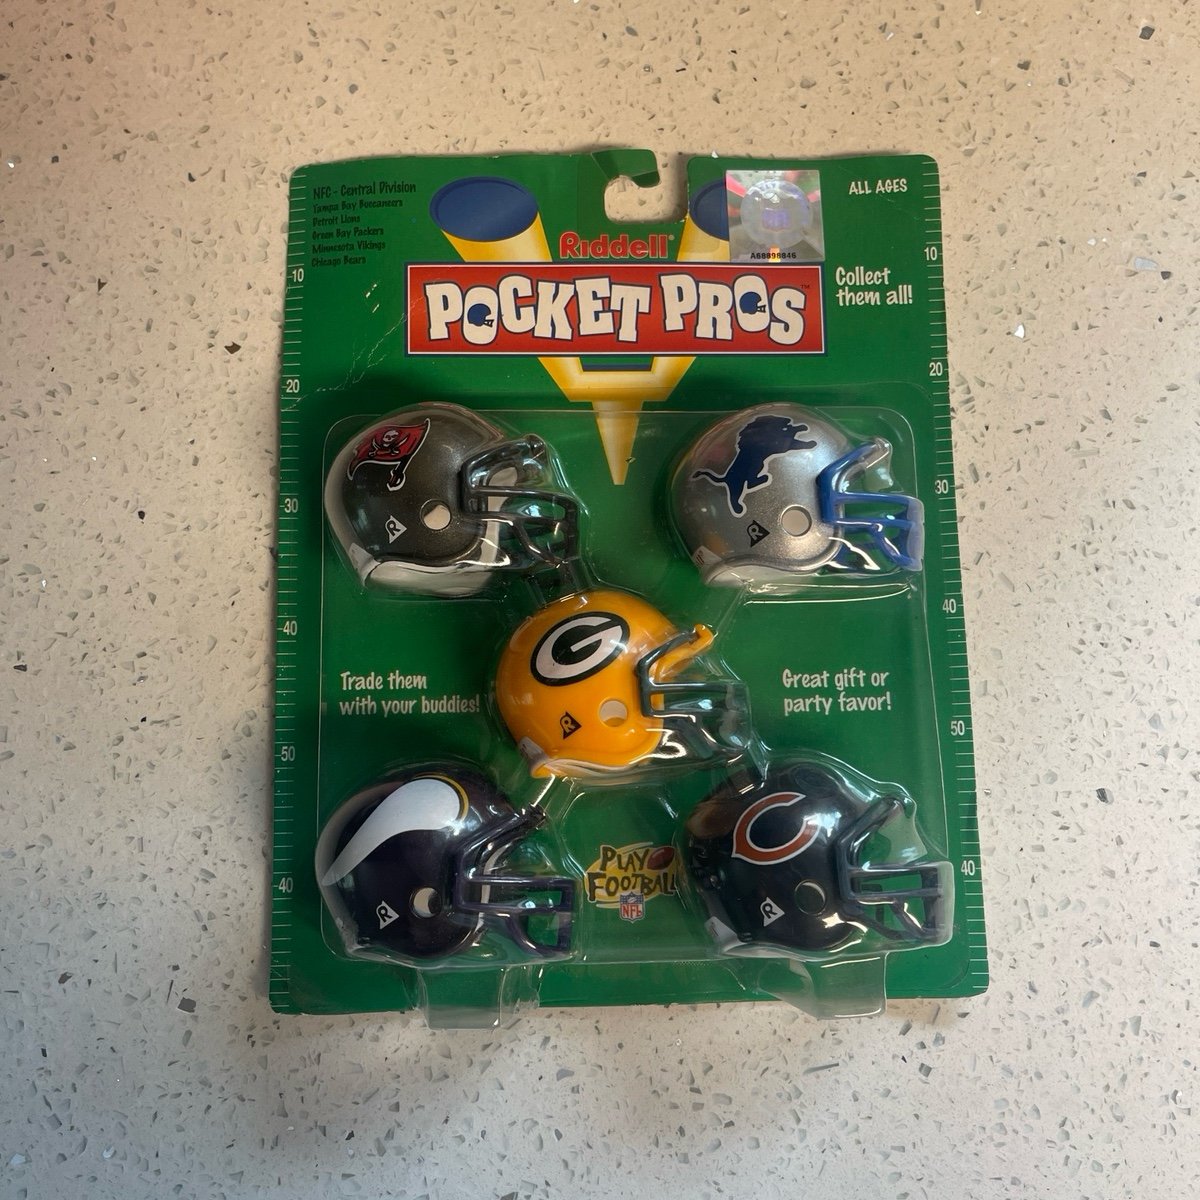 NFC - Central Division
Tampa Bay Buccaneers
Detroit Lions
Green Bay Packers
Minnesota Vikings
Chicago Bears
A68898846
ALL AGES
Riddell®
POCKET PROS™
Collect
them all!
10
10
20
20
30
30
40
40
50
50
40
40
R
R
G
R
Trade them
with your buddies!
Great gift or
party favor!
C
R
R
PLAY
FOOTBALL
NFL